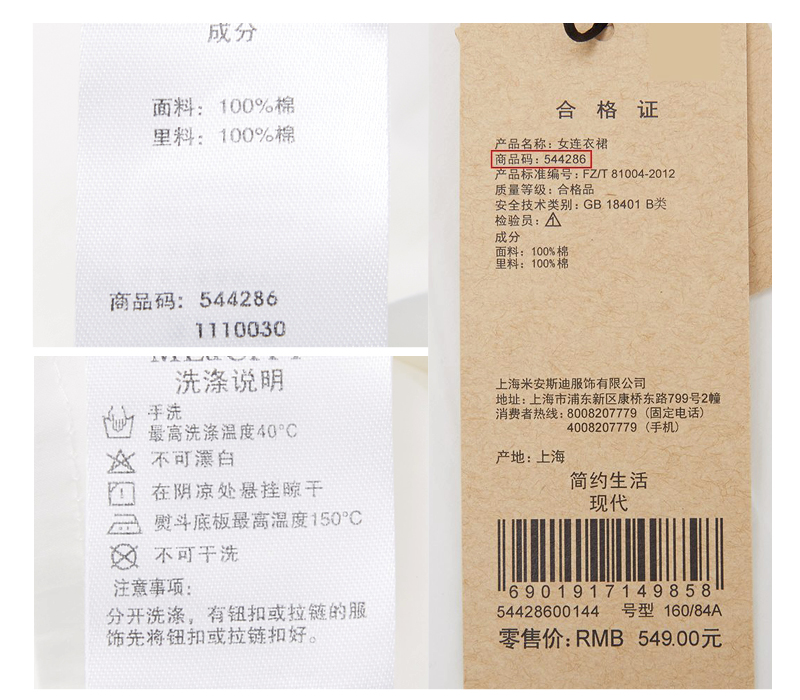 成分
面料：100%棉
里料：100%棉
商品码：544286
1110030
洗涤说明
手洗
最高洗涤温度40°C
不可漂白
在阴凉处悬挂晾干
熨斗底板最高温度150°C
不可干洗
注意事项：
分开洗涤，有钮扣或拉链的服
饰先将钮扣或拉链扣好。
合格证
产品名称：女连衣裙
商品码：544286
产品标准编号：FZ/T 81004-2012
质量等级：合格品
安全技术类别：GB 18401 B类
检验员：
成分
面料：100%棉
里料：100%棉
上海米安斯迪服饰有限公司
地址：上海市浦东新区康桥东路799号2幢
消费者热线：8008207779（固定电话）
4008207779（手机）
产地：上海
简约生活
现代
6901917149858
54428600144 号型 160/84A
零售价：RMB 549.00元